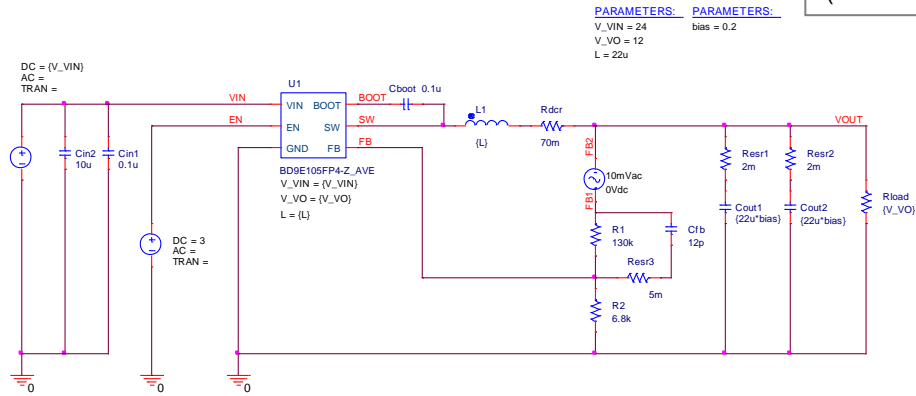 PARAMETERS:
V_VIN = 24
V_VO = 12
L = 22u
PARAMETERS:
bias = 0.2
DC = {V_VIN}
AC =
TRAN =
VIN
EN
U1
VIN
EN
GND
BOOT
SW
FB
BD9E105FP4-Z_AVE
V_VIN = {V_VIN}
V_VO = {V_VO}
L = {L}
BOOT
SW
FB
Cboot 0.1u
L1
{L}
Rdcr
70m
VOUT
FB2
10mVac
0Vdc
FB1
Cin2
10u
Cin1
0.1u
DC = 3
AC =
TRAN =
R1
130k
Cfb
12p
Resr3
5m
R2
6.8k
Resr1
2m
Resr2
2m
Cout1
{22u*bias}
Cout2
{22u*bias}
Rload
{V_VO}
0
0
0